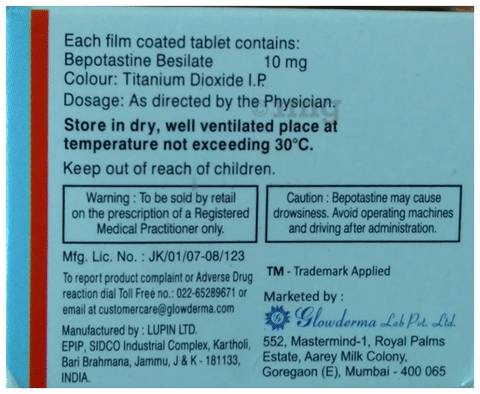 Each film coated tablet contains:
Bepotastine Besilate 10 mg
Colour: Titanium Dioxide I.P.
Dosage: As directed by the Physician.
Store in dry, well ventilated place at
temperature not exceeding 30°C.
Keep out of reach of children.
Warning : To be sold by retail
on the prescription of a Registered
Medical Practitioner only.
Caution : Bepotastine may cause
drowsiness. Avoid operating machines
and driving after administration.
Mfg. Lic. No. : JK/01/07-08/123
To report product complaint or Adverse Drug
reaction dial Toll Free no.: 022-65289671 or
email at customercare@glowderma.com
Manufactured by : LUPIN LTD.
EPIP, SIDCO Industrial Complex, Kartholi,
Bari Brahmana, Jammu, J & K - 181133,
INDIA.
TM - Trademark Applied
Marketed by :
Glowderma Lab Pvt. Ltd.
552, Mastermind-1, Royal Palms
Estate, Aarey Milk Colony,
Goregaon (E), Mumbai - 400 065